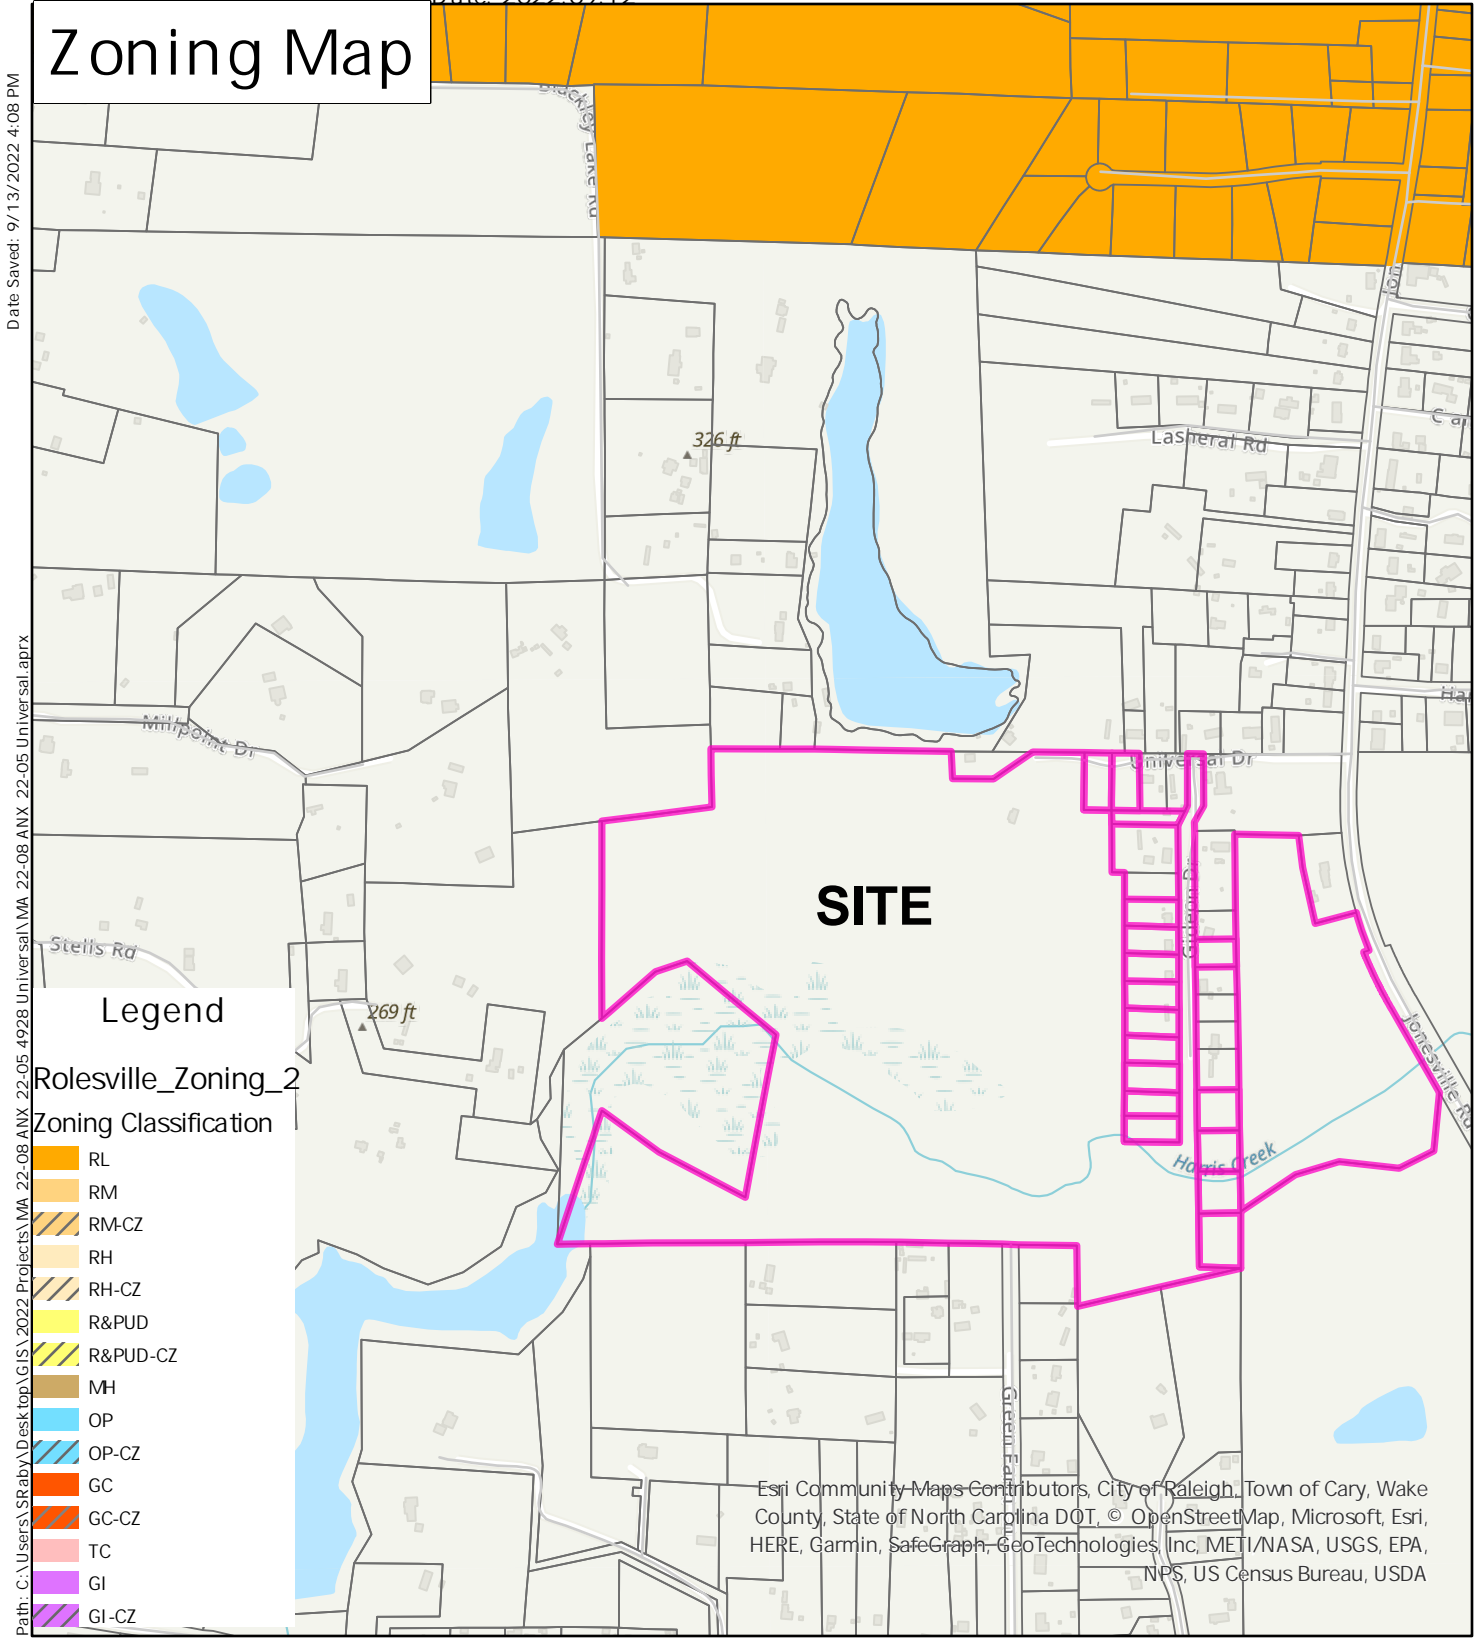 Zoning Map
Date Saved: 9/13/2022 4:08 PM
Path: C:\Users\SRaby\Desktop\GIS\2022 Projects\MA 22-08 ANX 22-05 4928 Universal\MA 22-08 ANX 22-05 Universal.aprx
Lake Rd
326 ft
Lasheral Rd
Millpoint Dr
Universal Dr
SITE
Stells Rd
269 ft
Jonesville Rd
Harris Creek
Legend
Rolesville_Zoning_2
Zoning Classification
RL
RM
RM-CZ
RH
RH-CZ
R&PUD
R&PUD-CZ
MH
OP
OP-CZ
GC
GC-CZ
TC
GI
GI-CZ
Green
Esri Community Maps Contributors, City of Raleigh, Town of Cary, Wake
County, State of North Carolina DOT, © OpenStreetMap, Microsoft, Esri,
HERE, Garmin, SafeGraph, GeoTechnologies, Inc, METI/NASA, USGS, EPA,
NPS, US Census Bureau, USDA